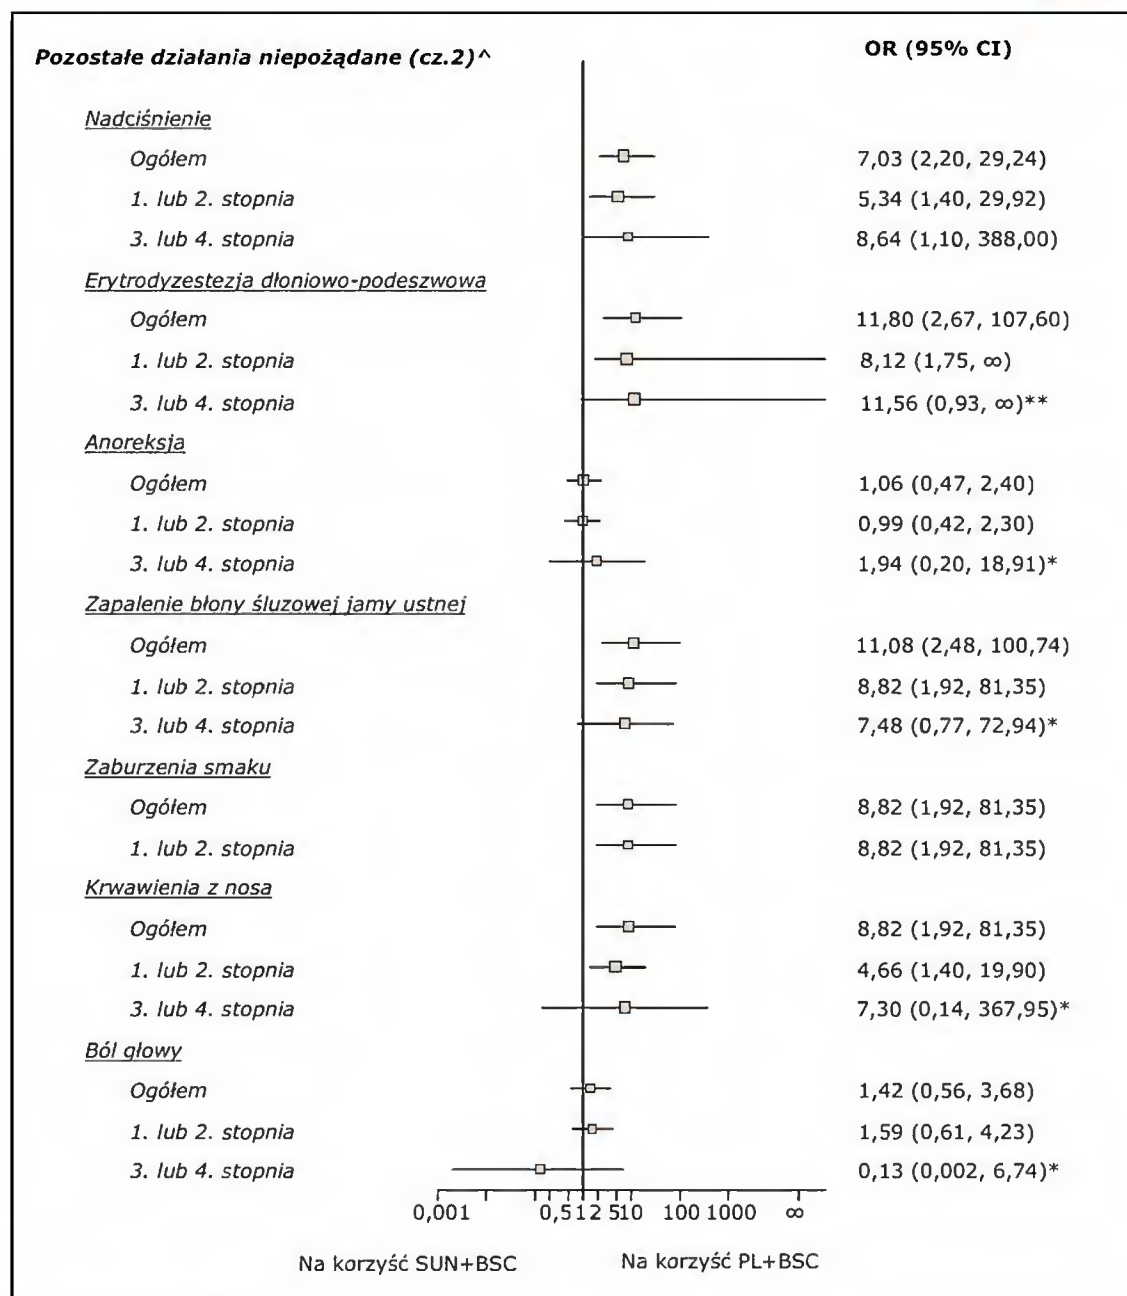 Pozostałe działania niepożądane (cz.2)^ OR (95% CI)
Nadciśnienie
Ogółem 7,03 (2,20, 29,24)
1. lub 2. stopnia 5,34 (1,40, 29,92)
3. lub 4. stopnia 8,64 (1,10, 388,00)
Erytrodyzestezja dłoniowo-podeszwowa
Ogółem 11,80 (2,67, 107,60)
1. lub 2. stopnia 8,12 (1,75, ∞)
3. lub 4. stopnia 11,56 (0,93, ∞)**
Anoreksja
Ogółem 1,06 (0,47, 2,40)
1. lub 2. stopnia 0,99 (0,42, 2,30)
3. lub 4. stopnia 1,94 (0,20, 18,91)*
Zapalenie błony śluzowej jamy ustnej
Ogółem 11,08 (2,48, 100,74)
1. lub 2. stopnia 8,82 (1,92, 81,35)
3. lub 4. stopnia 7,48 (0,77, 72,94)*
Zaburzenia smaku
Ogółem 8,82 (1,92, 81,35)
1. lub 2. stopnia 8,82 (1,92, 81,35)
Krwawienia z nosa
Ogółem 8,82 (1,92, 81,35)
1. lub 2. stopnia 4,66 (1,40, 19,90)
3. lub 4. stopnia 7,30 (0,14, 367,95)*
Ból głowy
Ogółem 1,42 (0,56, 3,68)
1. lub 2. stopnia 1,59 (0,61, 4,23)
3. lub 4. stopnia 0,13 (0,002, 6,74)*
0,001 0,5 1 2 5 10 100 1000 ∞
Na korzyść SUN+BSC Na korzyść PL+BSC